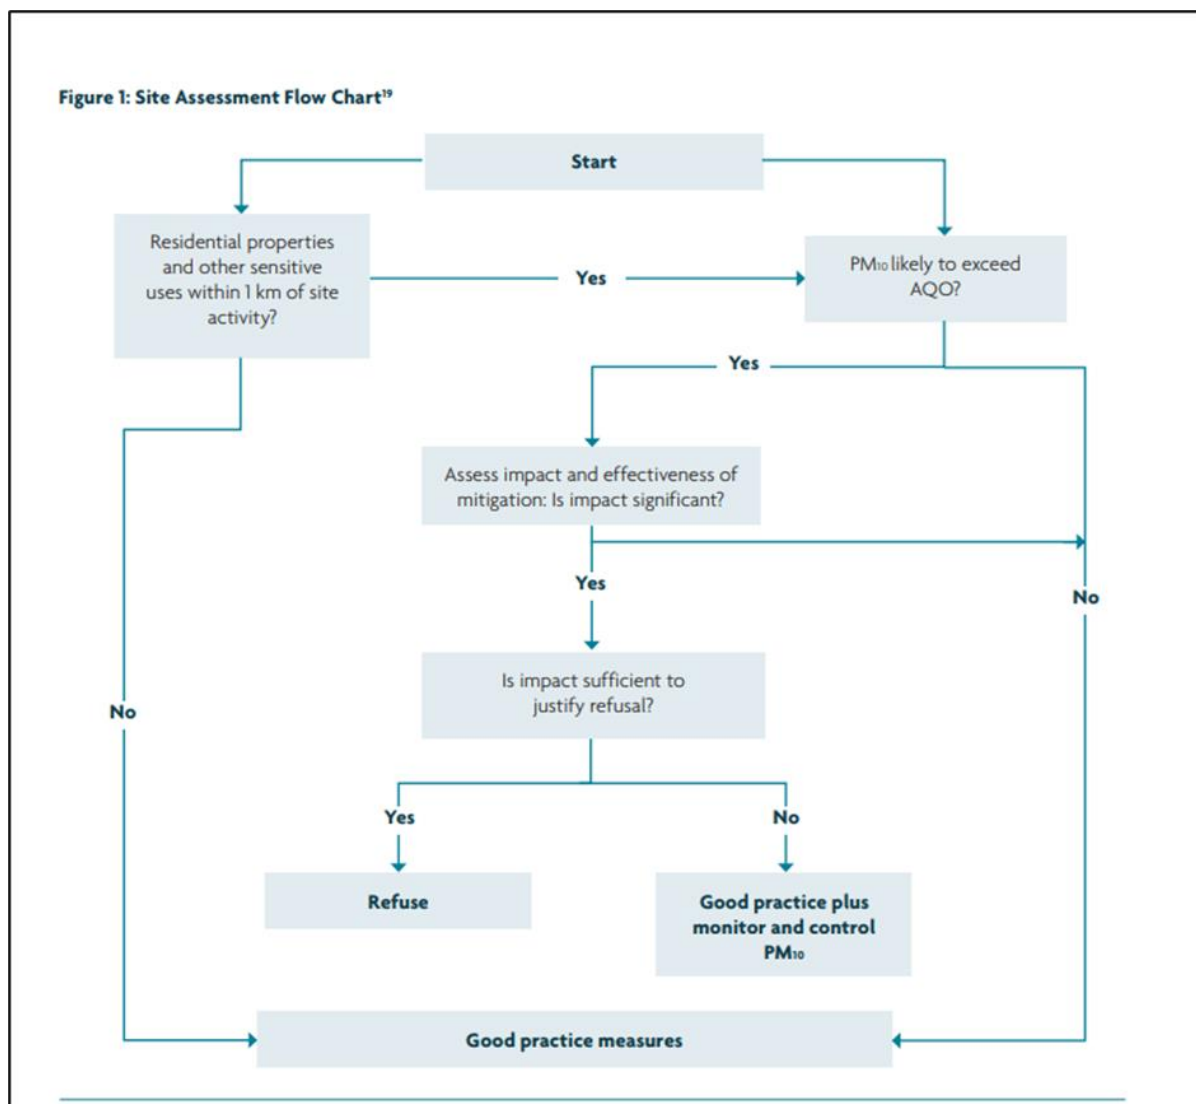 Figure 1: Site Assessment Flow Chart¹⁹
Start
Residential properties
and other sensitive
uses within 1 km of site
activity?
Yes
PM₁₀ likely to exceed
AQO?
Yes
Assess impact and effectiveness of
mitigation: Is impact significant?
Yes
No
Is impact sufficient to
justify refusal?
No
Yes
No
Refuse
Good practice plus
monitor and control
PM₁₀
Good practice measures